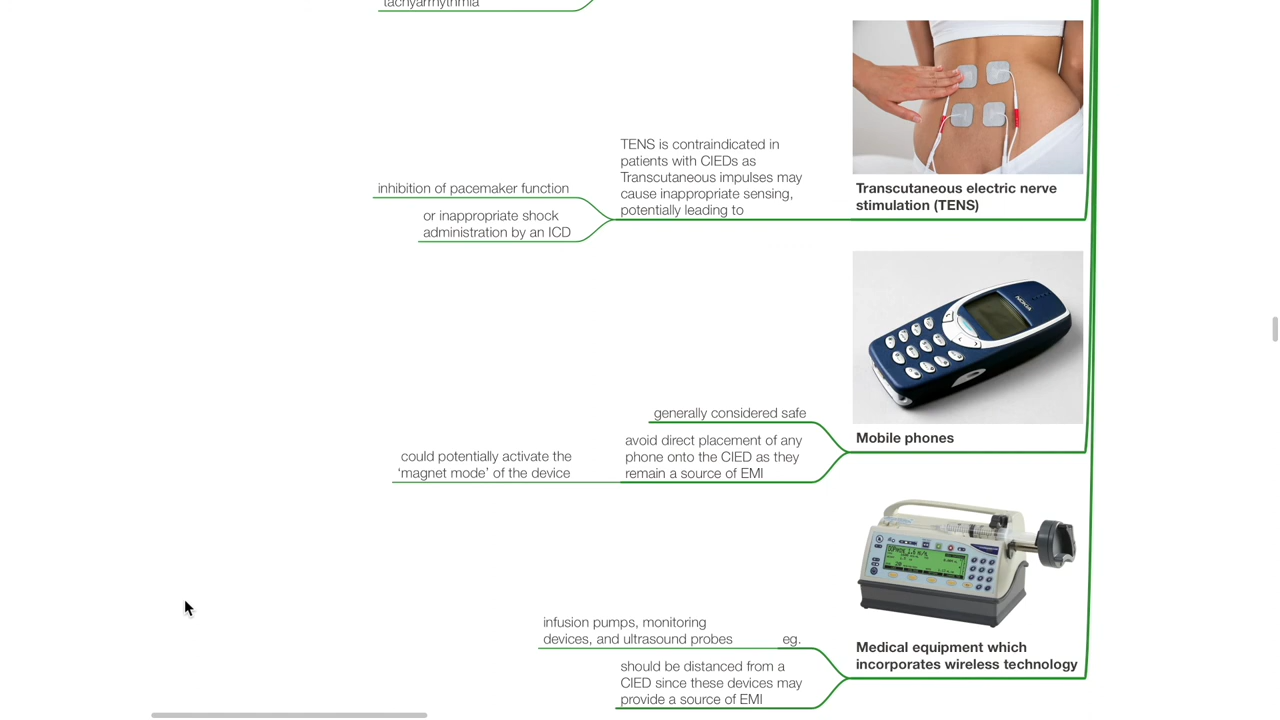 tachyarrhythmia
TENS is contraindicated in
patients with CIEDs as
Transcutaneous impulses may
cause inappropriate sensing,
potentially leading to
inhibition of pacemaker function
or inappropriate shock
administration by an ICD
Transcutaneous electric nerve
stimulation (TENS)
NOKIA
generally considered safe
Mobile phones
avoid direct placement of any
phone onto the CIED as they
remain a source of EMI
could potentially activate the
‘magnet mode’ of the device
infusion pumps, monitoring
devices, and ultrasound probes
eg.
Medical equipment which
incorporates wireless technology
should be distanced from a
CIED since these devices may
provide a source of EMI